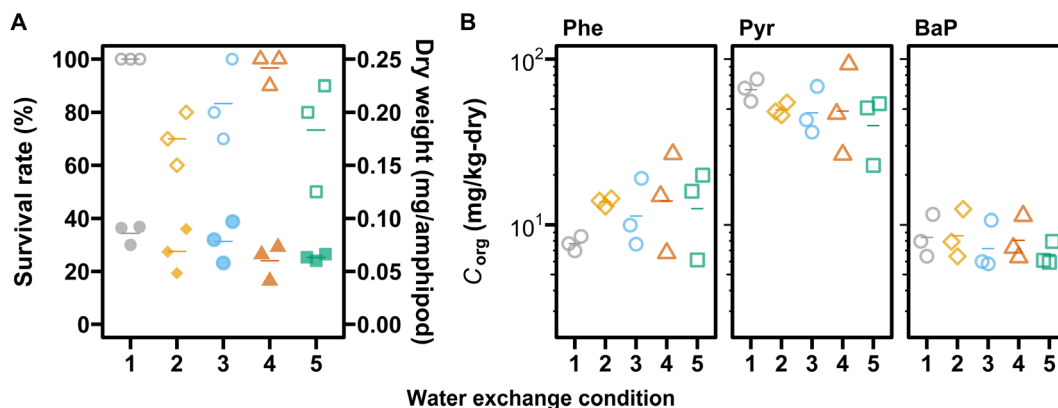 A
Survival rate (%)
100
80
60
40
20
0
0.25
0.20
0.15
0.10
0.05
0.00
Dry weight (mg/amphipod)
1 2 3 4 5
B
Phe Pyr BaP
C org (mg/kg-dry)
10²
10¹
1 2 3 4 5 1 2 3 4 5 1 2 3 4 5
Water exchange condition